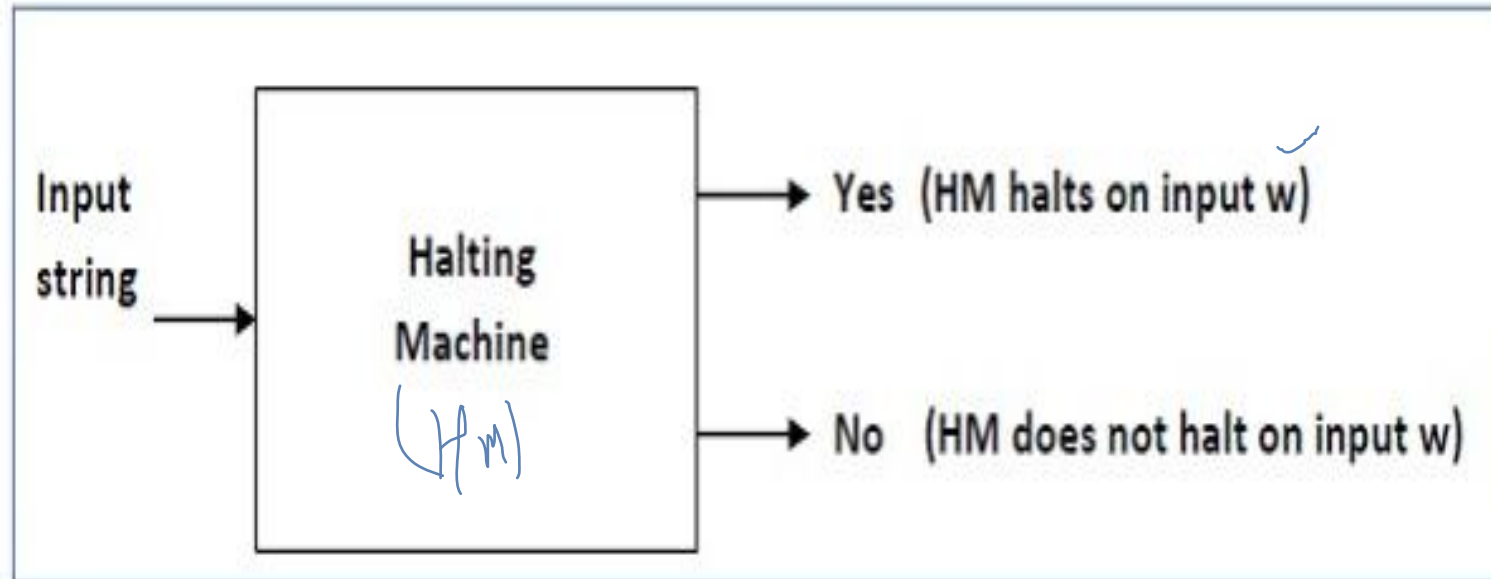 Input
string
Halting
Machine
(HM)
Yes (HM halts on input w)
No (HM does not halt on input w)